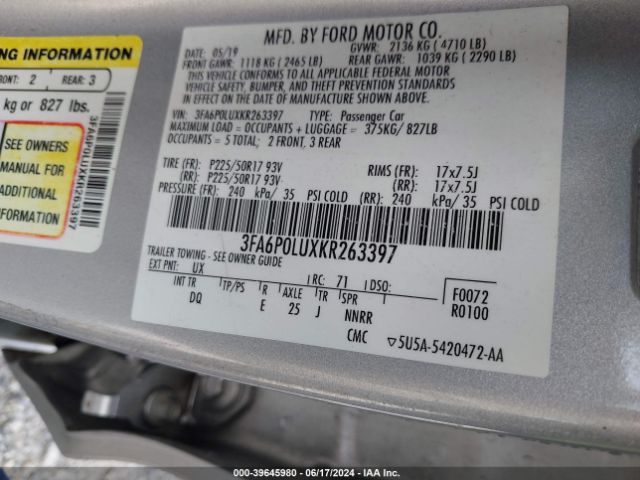 NG INFORMATION
FRONT: 2 REAR: 3
kg or 827 lbs.
SEE OWNERS
MANUAL FOR
ADDITIONAL
INFORMATION
3FA6P0LUXKR263397
MFD. BY FORD MOTOR CO.
05/19 GVWR: 2136 KG ( 4710 LB)
FRONT GAWR: 1118 KG ( 2465 LB) REAR GAWR: 1039 KG ( 2290 LB)
THIS VEHICLE CONFORMS TO ALL APPLICABLE FEDERAL MOTOR
VEHICLE SAFETY, BUMPER, AND THEFT PREVENTION STANDARDS
IN EFFECT ON THE DATE OF MANUFACTURE SHOWN ABOVE.
VIN: 3FA6P0LUXKR263397 TYPE: Passenger Car
MAXIMUM LOAD = OCCUPANTS + LUGGAGE = 375KG/ 827LB
OCCUPANTS = 5 TOTAL; 2 FRONT, 3 REAR
TIRE (FR): P225/50R17 93V RIMS (FR): 17x7.5J
(RR): P225/50R17 93V (RR): 17x7.5J
PRESSURE (FR): 240 kPa/ 35 PSI COLD (RR): 240 kPa/ 35 PSI COLD
3FA6P0LUXKR263397
TRAILER TOWING - SEE OWNER GUIDE
EXT PNT: UX RC: 71 DSO:
INT TR TP/PS R AXLE TR SPR
DQ E 25 J NNRR
F0072
R0100
CMC ▽5U5A-5420472-AA
000-39645980 | 06/17/2024 | IAA Inc.